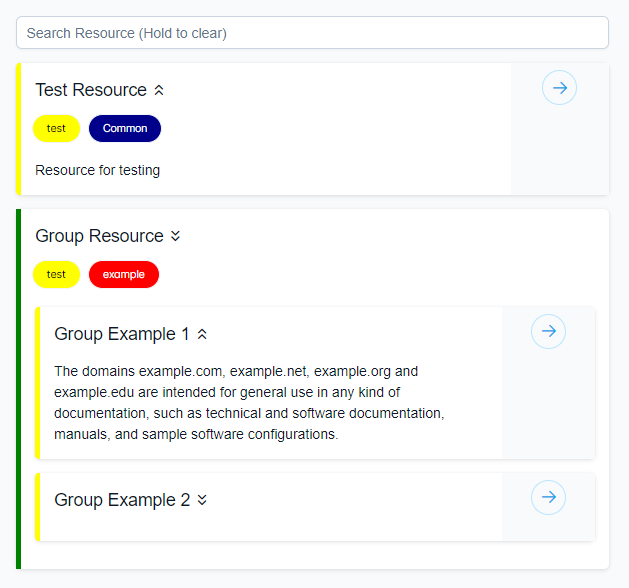 Search Resource (Hold to clear)
Test Resource
test Common
Resource for testing
Group Resource
test example
Group Example 1
The domains example.com, example.net, example.org and
example.edu are intended for general use in any kind of
documentation, such as technical and software documentation,
manuals, and sample software configurations.
Group Example 2